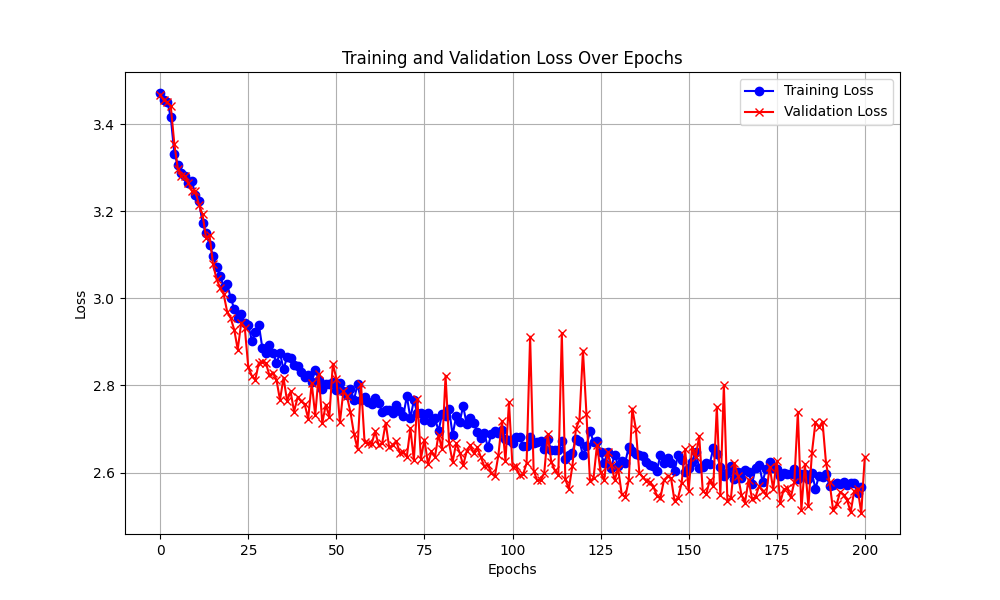 Training and Validation Loss Over Epochs
Training Loss
Validation Loss
Loss
3.4
3.2
3.0
2.8
2.6
0 25 50 75 100 125 150 175 200
Epochs